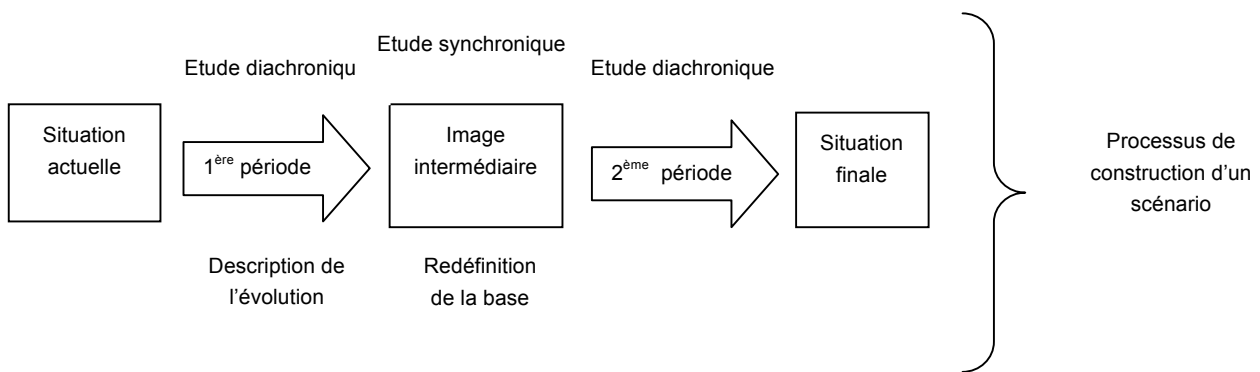 Etude synchronique
Etude diachroniqu
Etude diachronique
Situation
actuelle
1ère période
Image
intermédiaire
2ème période
Situation
finale
Processus de
construction d’un
scénario
Description de
l’évolution
Redéfinition
de la base